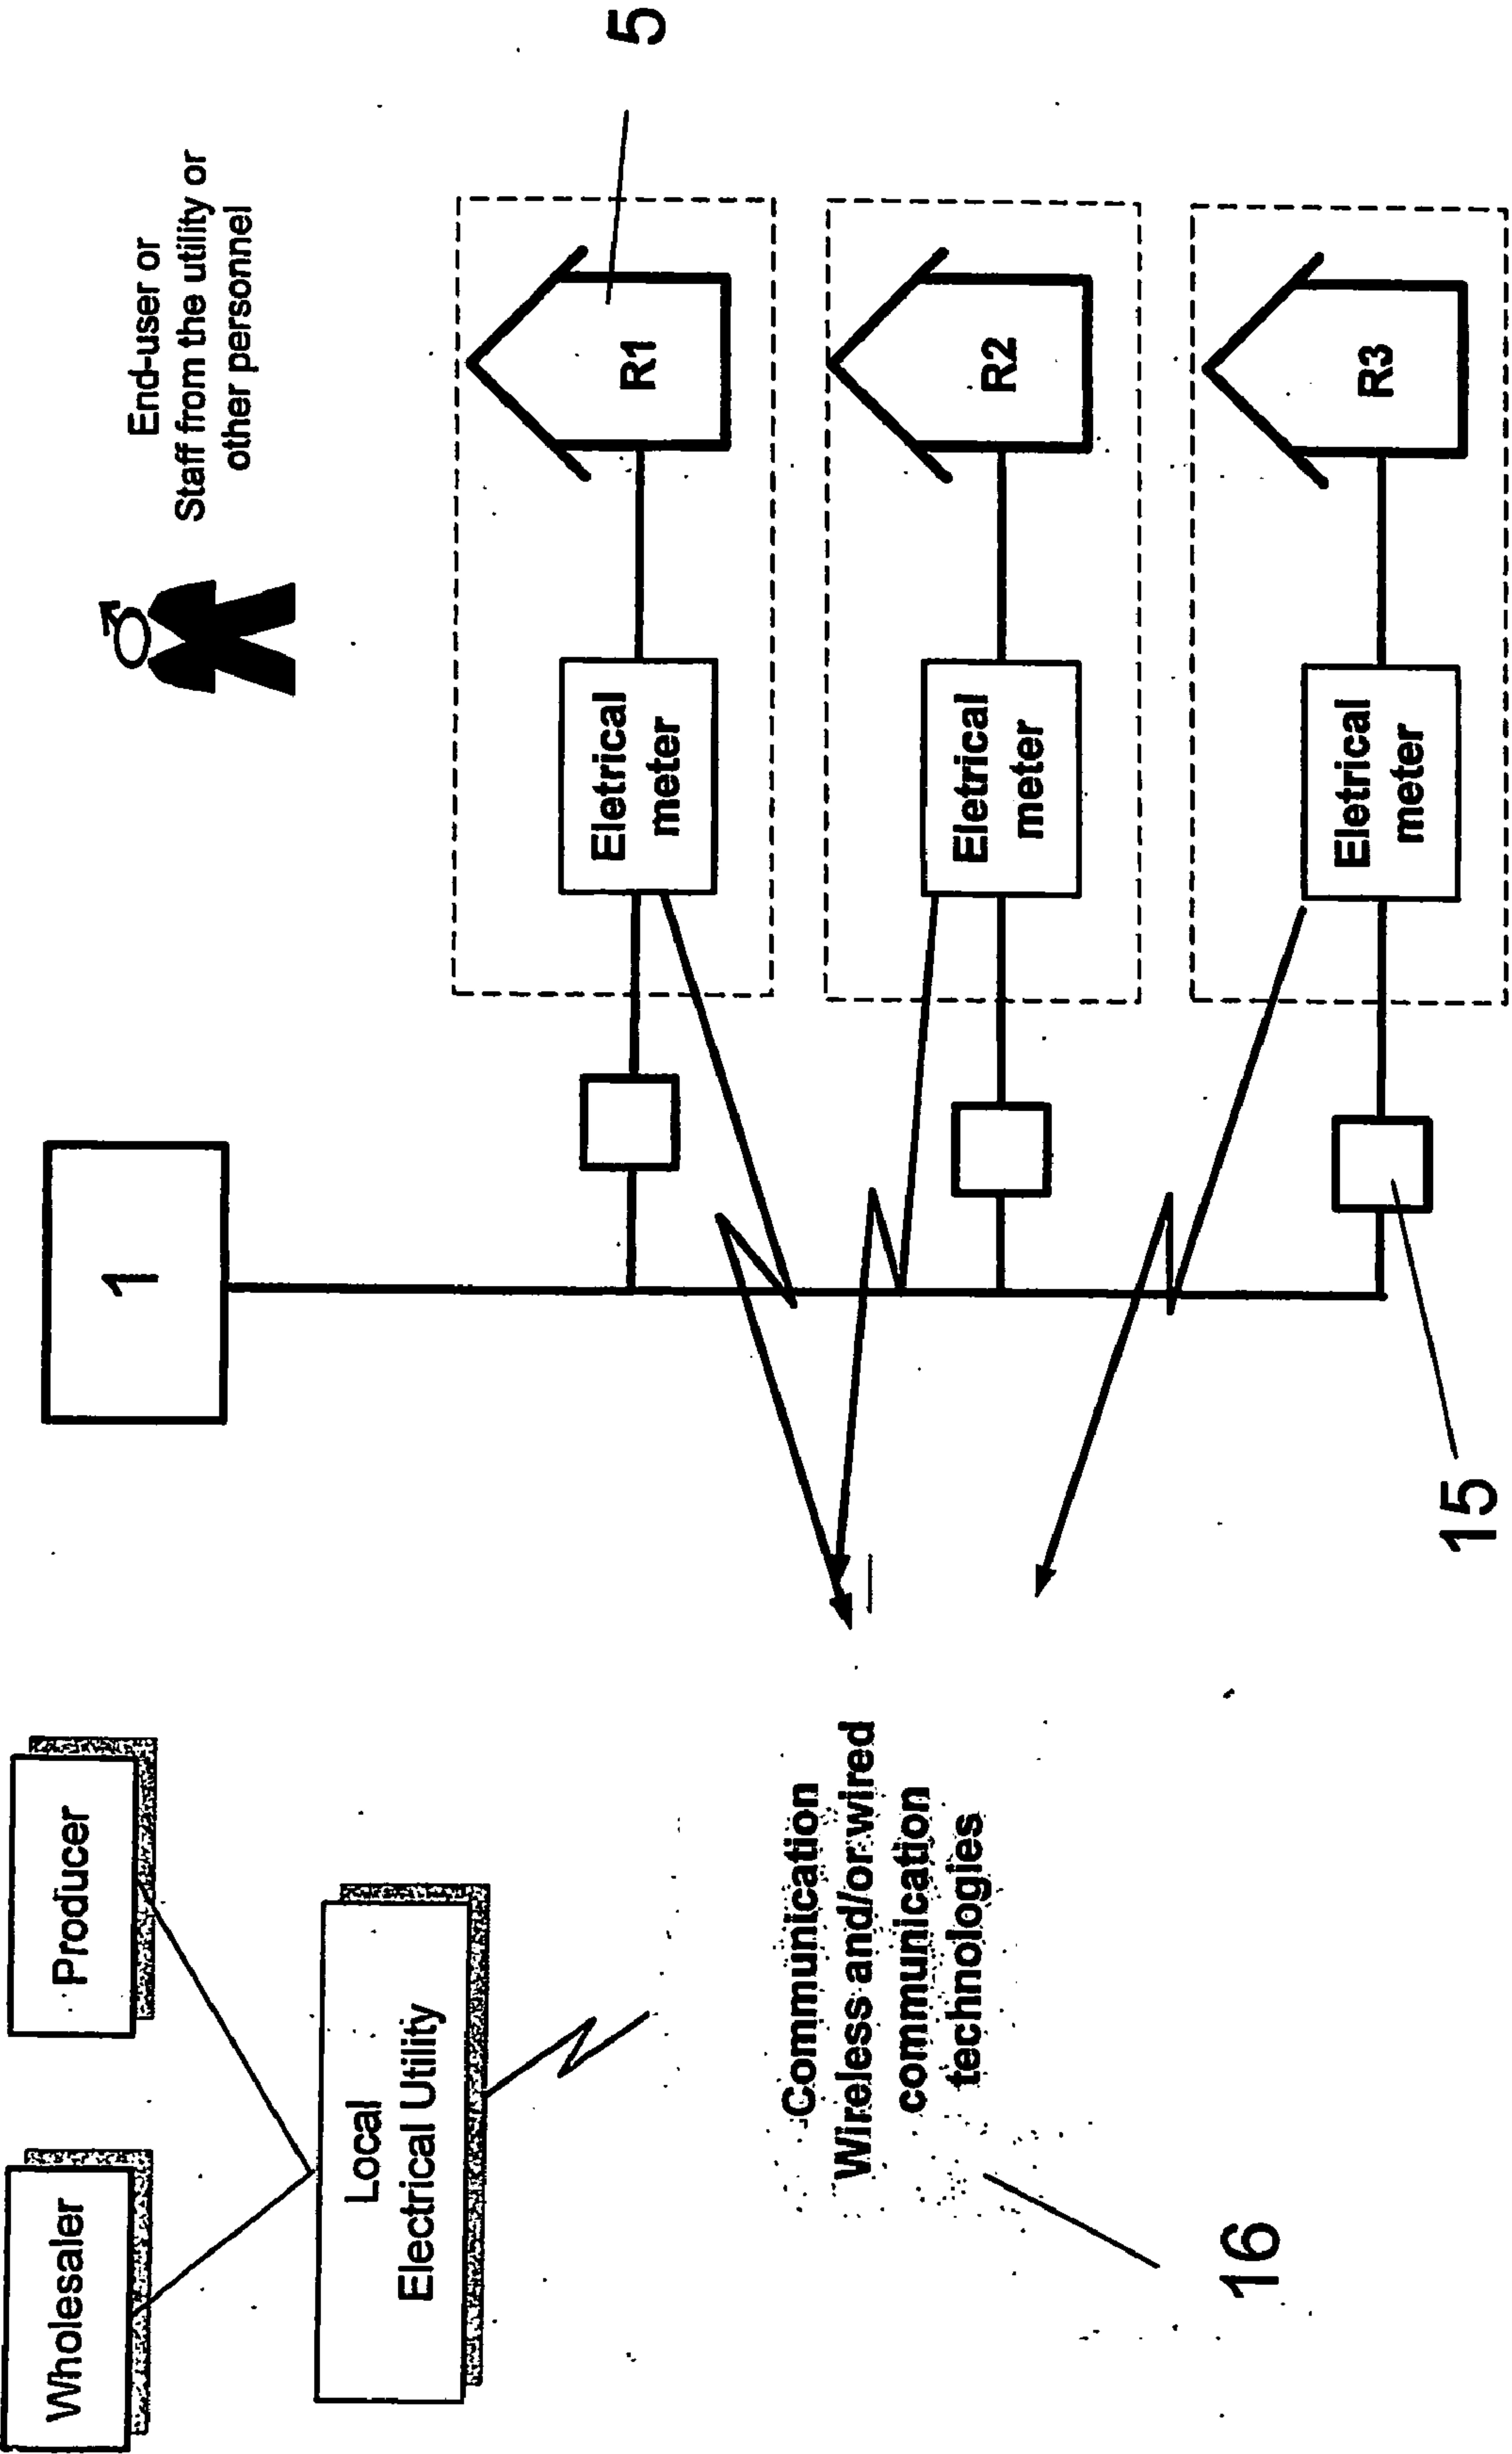 Wholesaler
Producer
Local
Electrical Utility
Communication
Wireless and/or wired
communication
technologies
16
1
15
End-user or
Staff from the utility or
other personnel
Eletrical
meter
R1
5
Eletrical
meter
R2
Eletrical
meter
R3